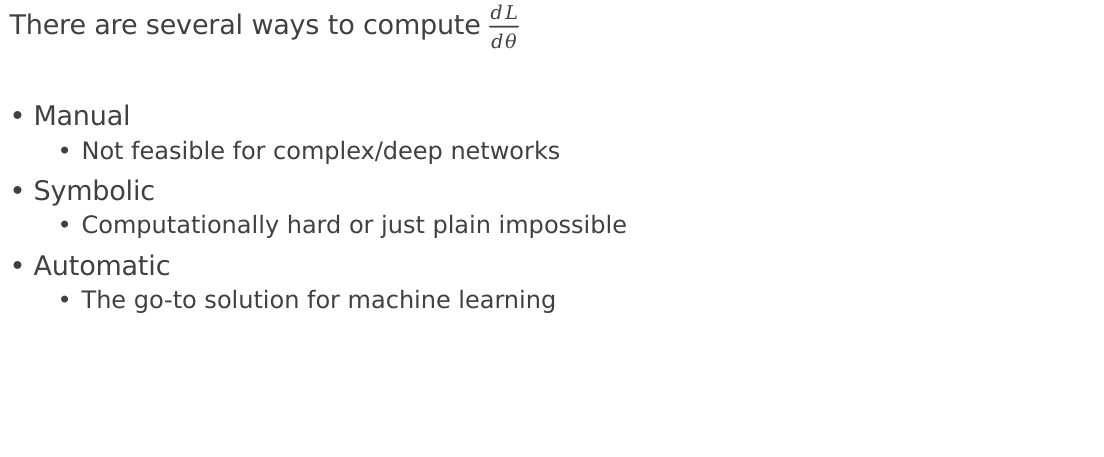 There are several ways to compute dL/dθ
• Manual
• Not feasible for complex/deep networks
• Symbolic
• Computationally hard or just plain impossible
• Automatic
• The go-to solution for machine learning